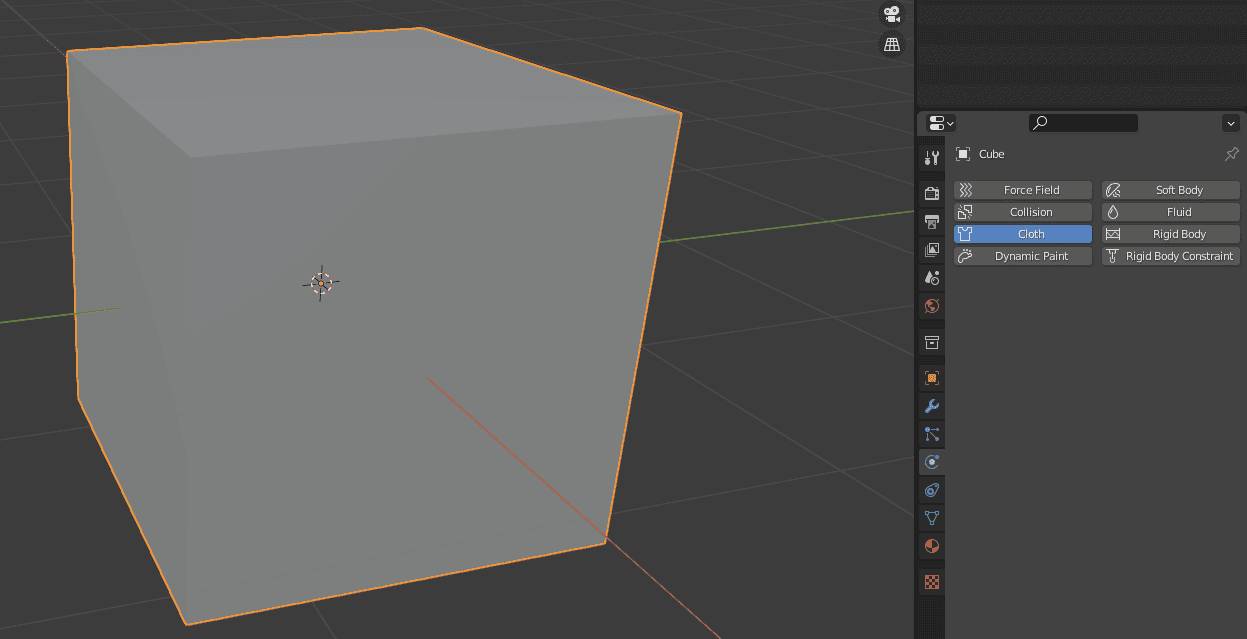 Cube
Force Field
Soft Body
Collision
Fluid
Cloth
Rigid Body
Dynamic Paint
Rigid Body Constraint